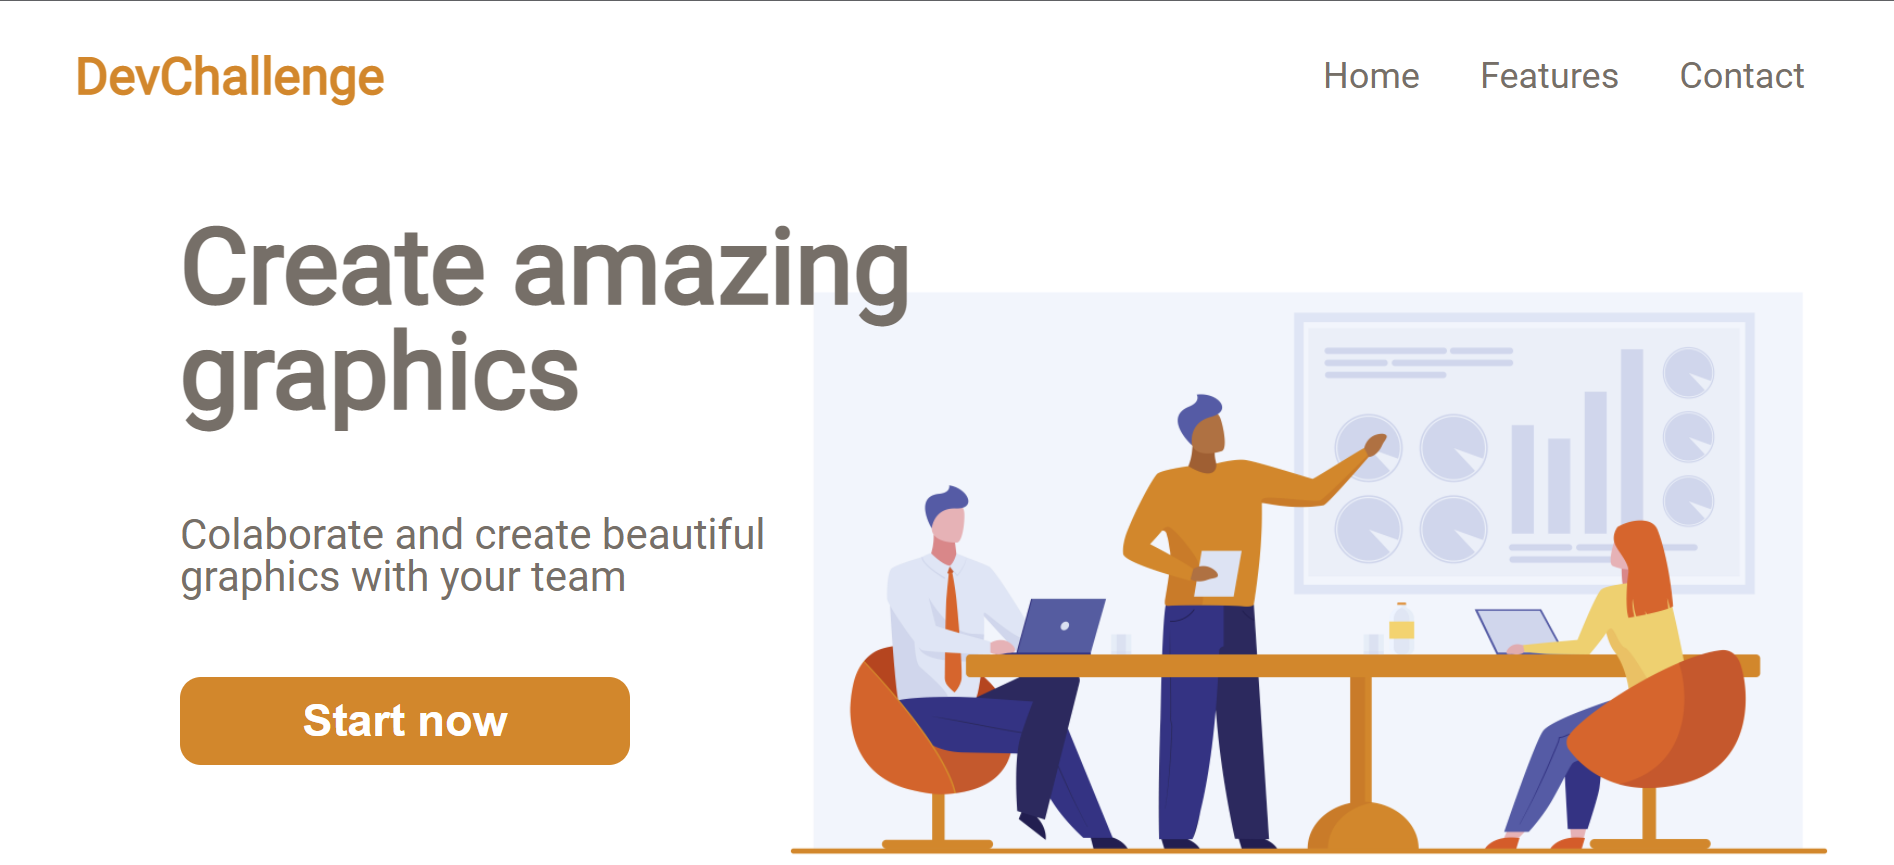 DevChallenge
Home Features Contact
Create amazing
graphics
Colaborate and create beautiful
graphics with your team
Start now